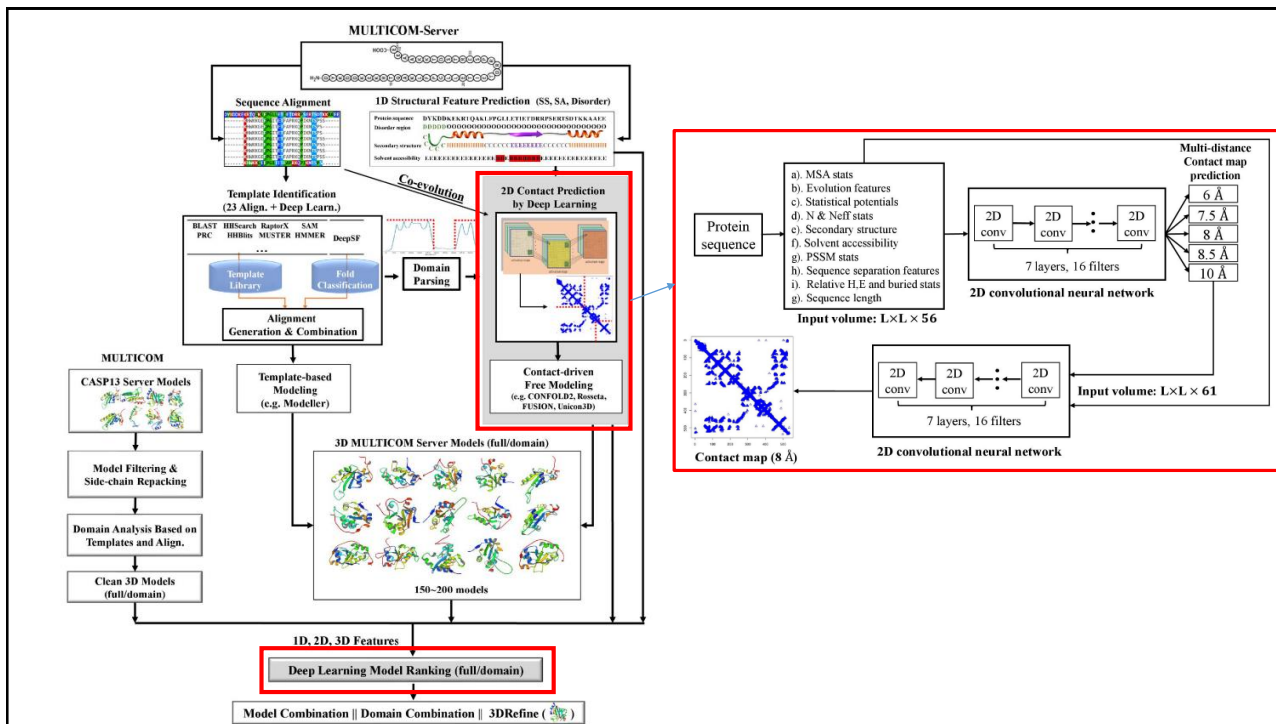 MULTICOM-Server
Sequence Alignment
1D Structural Feature Prediction (SS, SA, Disorder)
Protein sequence
Disorder region
Secondary structure
Solvent accessibility
Co-evolution
Template Identification
(23 Align. + Deep Learn.)
BLAST HBSearch RaptorX SAM
PRC HHBlits MUSTER HMMER
DeepSF
...
Template
Library
Fold
Classification
Alignment
Generation & Combination
Domain
Parsing
2D Contact Prediction
by Deep Learning
Contact-driven
Free Modeling
(e.g. CONFOLD2, Rosseta,
FUSION, Unicon3D)
Template-based
Modeling
(e.g. Modeller)
MULTICOM
CASP13 Server Models
Model Filtering &
Side-chain Repacking
Domain Analysis Based on
Templates and Align.
Clean 3D Models
(full/domain)
3D MULTICOM Server Models (full/domain)
150~200 models
1D, 2D, 3D Features
Deep Learning Model Ranking (full/domain)
Model Combination || Domain Combination || 3DRefine ( )
Protein
sequence
a). MSA stats
b). Evolution features
c). Statistical potentials
d). N & Neff stats
e). Secondary structure
f). Solvent accessibility
g). PSSM stats
h). Sequence separation features
i). Relative H,E and buried stats
g). Sequence length
Input volume: L×L × 56
2D
conv
2D
conv
2D
conv
7 layers, 16 filters
2D convolutional neural network
Multi-distance
Contact map
prediction
6 Å
7.5 Å
8 Å
8.5 Å
10 Å
Input volume: L×L × 61
2D
conv
2D
conv
2D
conv
7 layers, 16 filters
2D convolutional neural network
Contact map (8 Å)